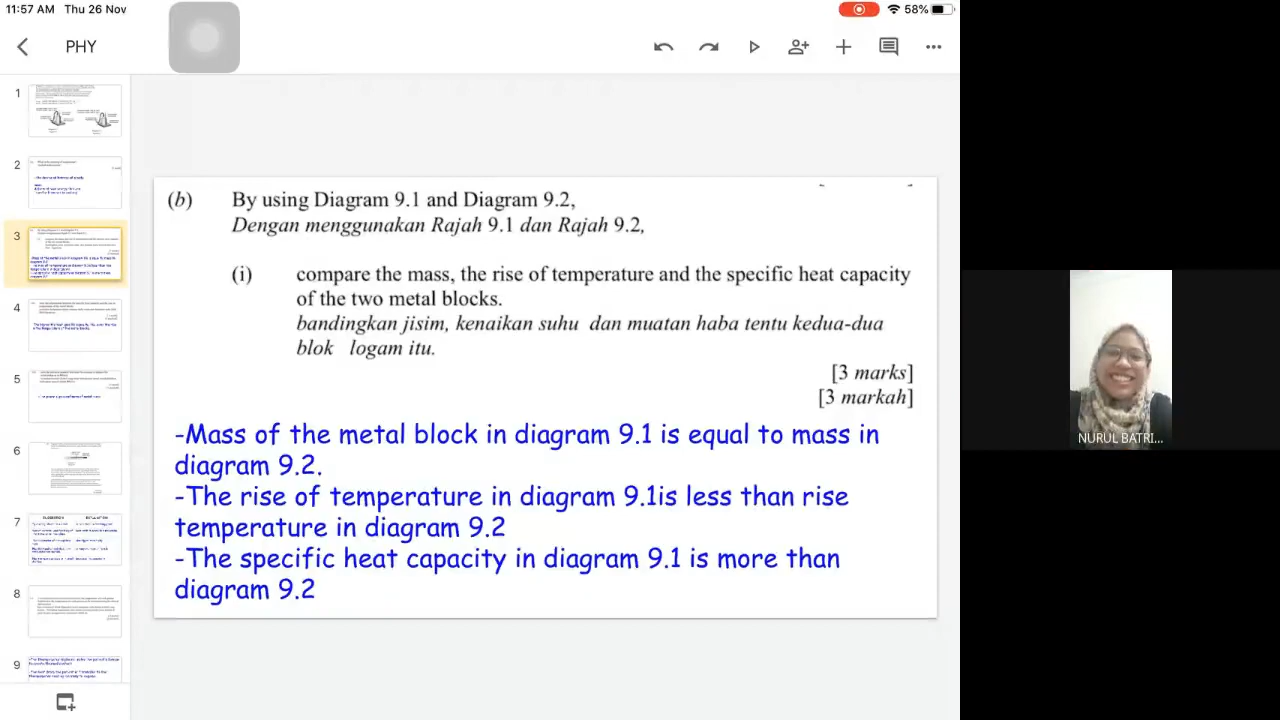 11:57 AM Thu 26 Nov
58%
PHY
1
2
3
4
5
6
7
8
9
(b) By using Diagram 9.1 and Diagram 9.2,
Dengan menggunakan Rajah 9.1 dan Rajah 9.2,
(i) compare the mass, the rise of temperature and the specific heat capacity
of the two metal blocks.
bandingkan jisim, kenaikan suhu dan muatan haba tentu kedua-dua
blok logam itu.
[3 marks]
[3 markah]
-Mass of the metal block in diagram 9.1 is equal to mass in
diagram 9.2.
-The rise of temperature in diagram 9.1is less than rise
temperature in diagram 9.2
-The specific heat capacity in diagram 9.1 is more than
diagram 9.2
NURUL BATRI...